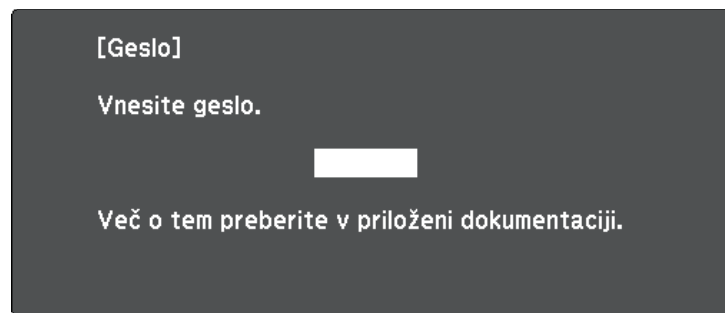 [Geslo]
Vnesite geslo.
Več o tem preberite v priloženi dokumentaciji.